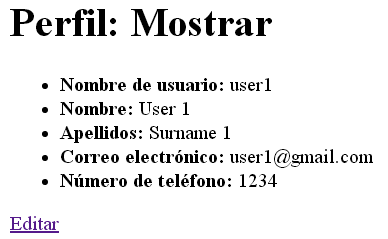 Perfil: Mostrar
Nombre de usuario: user1
Nombre: User 1
Apellidos: Surname 1
Correo electrónico: user1@gmail.com
Número de teléfono: 1234
Editar